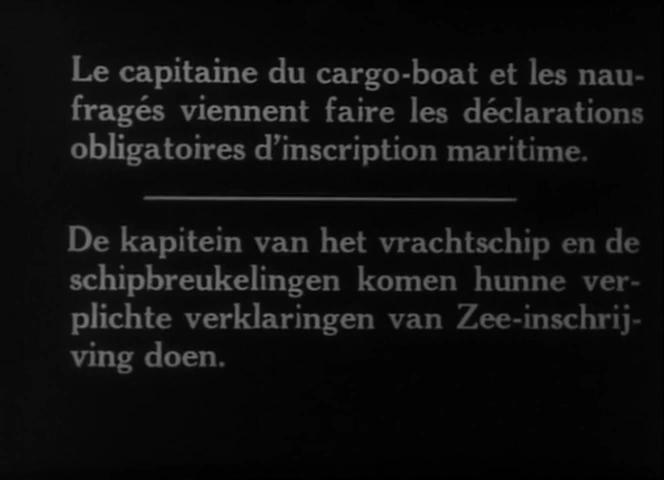 Le capitaine du cargo-boat et les nau-
fragés viennent faire les déclarations
obligatoires d'inscription maritime.
De kapitein van het vrachtschip en de
schipbreukelingen komen hunne ver-
plichte verklaringen van Zee-inschrij-
ving doen.